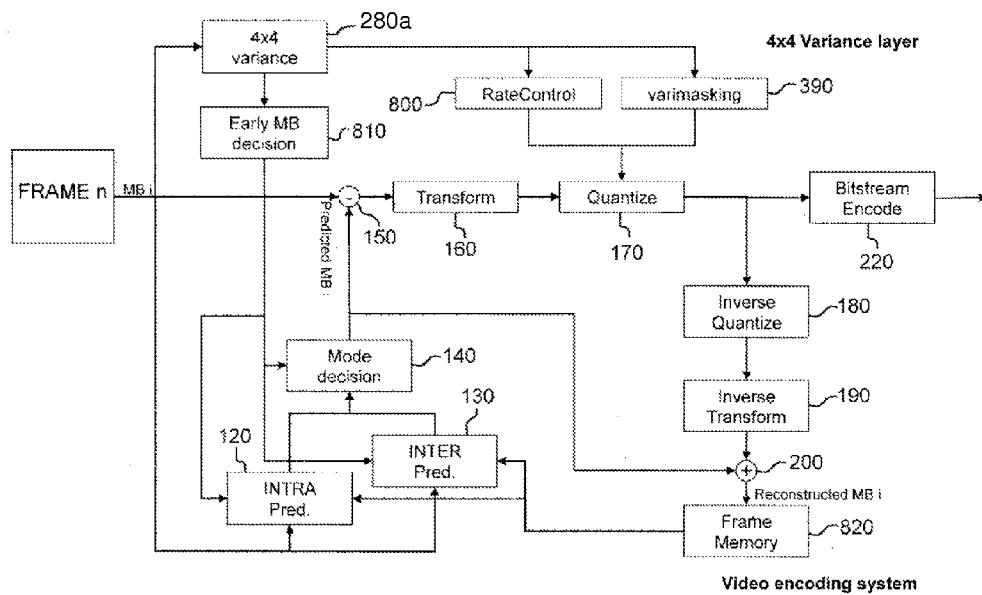 280a
4x4
variance
4x4 Variance layer
800
RateControl
varimasking
390
Early MB
decision
810
FRAME n
MB i
-
150
Transform
160
Quantize
170
Bitstream
Encode
220
Predicted MB i
Inverse
Quantize
180
Mode
decision
140
Inverse
Transform
190
130
INTER
Pred.
120
INTRA
Pred.
+
200
Reconstructed MB i
Frame
Memory
820
Video encoding system